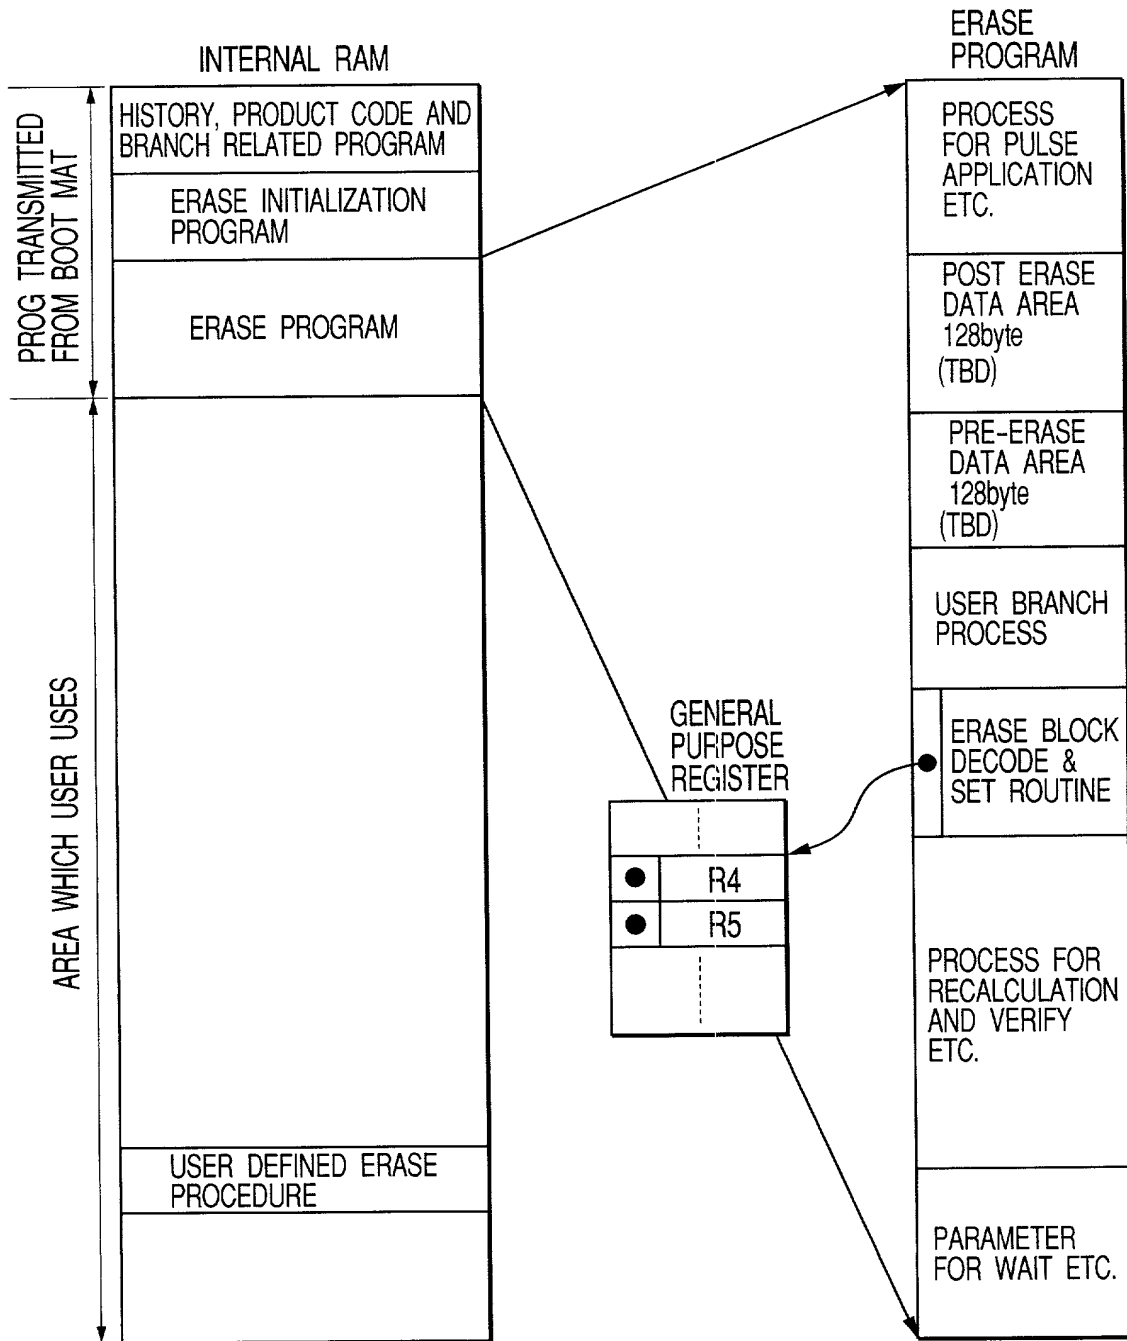 INTERNAL RAM
PROG TRANSMITTED
FROM BOOT MAT
HISTORY, PRODUCT CODE AND
BRANCH RELATED PROGRAM
ERASE INITIALIZATION
PROGRAM
ERASE PROGRAM
AREA WHICH USER USES
USER DEFINED ERASE
PROCEDURE
GENERAL
PURPOSE
REGISTER
R4
R5
ERASE
PROGRAM
PROCESS
FOR PULSE
APPLICATION
ETC.
POST ERASE
DATA AREA
128byte
(TBD)
PRE-ERASE
DATA AREA
128byte
(TBD)
USER BRANCH
PROCESS
ERASE BLOCK
DECODE &
SET ROUTINE
PROCESS FOR
RECALCULATION
AND VERIFY
ETC.
PARAMETER
FOR WAIT ETC.